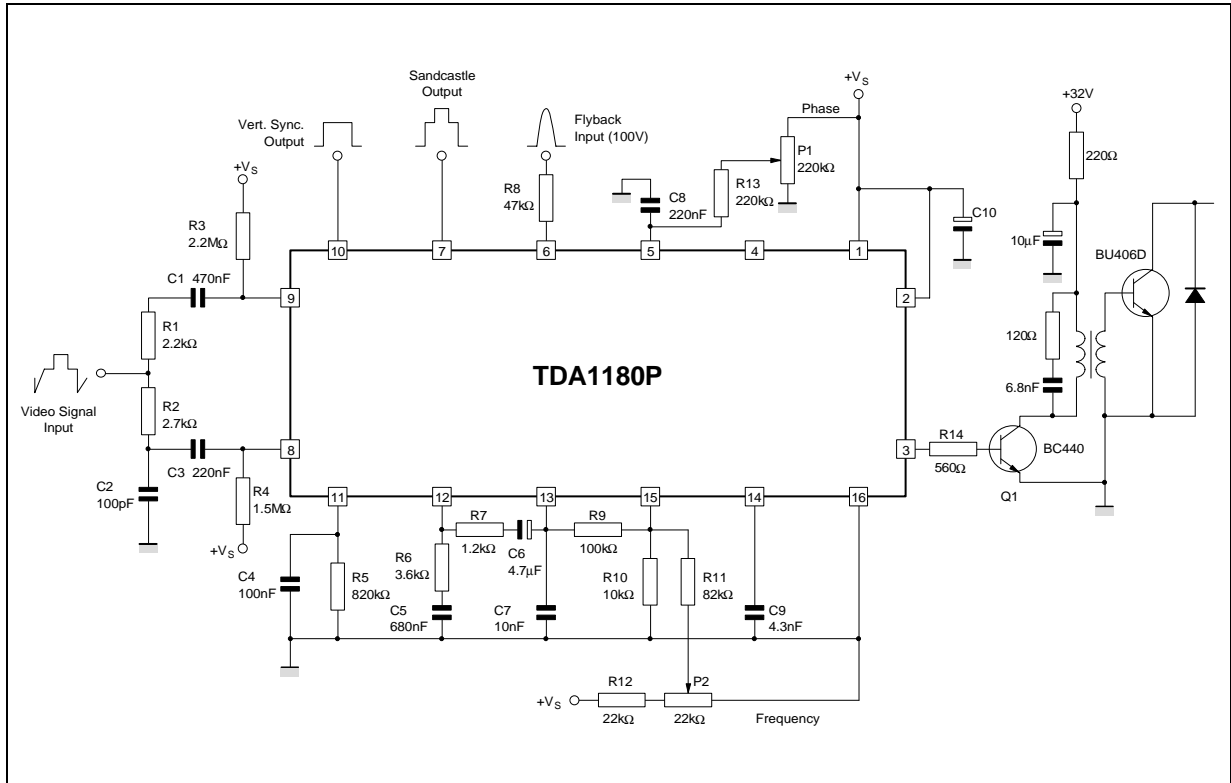 Sandcastle
Output
Vert. Sync.
Output
Flyback
Input (100V)
+VS
Phase
+32V
+VS
R3
2.2MΩ
R8
47kΩ
C8
220nF
R13
220kΩ
P1
220kΩ
C10
220Ω
10μF
BU406D
10
7
6
5
4
1
C1
470nF
9
2
R1
2.2kΩ
120Ω
6.8nF
TDA1180P
Video Signal
Input
R2
2.7kΩ
C3
220nF
8
3
R14
560Ω
BC440
Q1
C2
100pF
R4
1.5MΩ
+VS
11
12
13
15
14
16
R7
1.2kΩ
C6
4.7μF
R9
100kΩ
C4
100nF
R5
820kΩ
R6
3.6kΩ
C5
680nF
C7
10nF
R10
10kΩ
R11
82kΩ
C9
4.3nF
+VS
R12
22kΩ
P2
22kΩ
Frequency